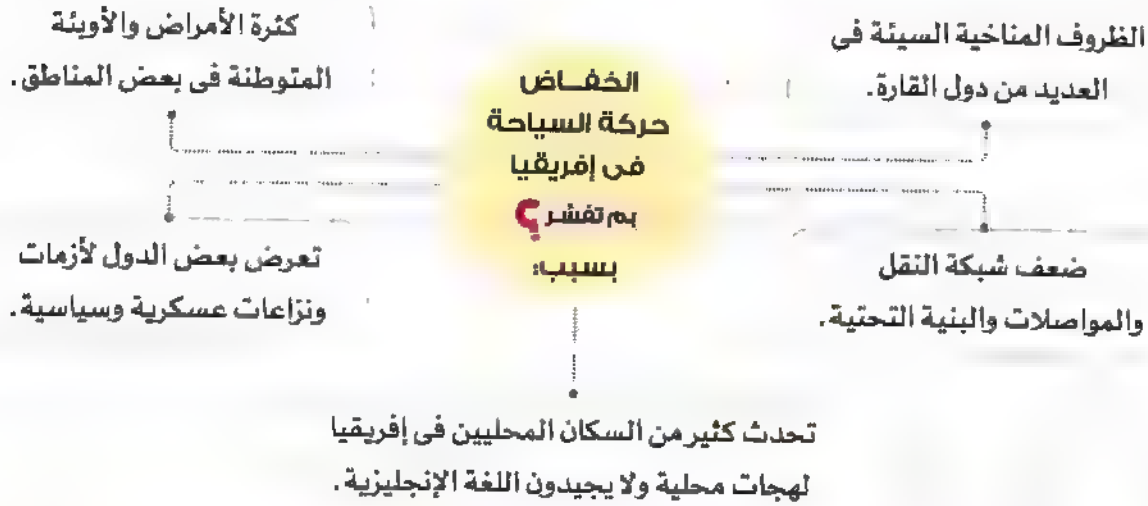 الخفـاض
حركة السياحة
فى إفريقيا
بم تفسر ؟
بسبب:
الظروف المناخية السيئة فى
العديد من دول القارة.
كثرة الأمراض والأوبئة
المتوطنة فى بعض المناطق.
ضعف شبكة النقل
والمواصلات والبنية التحتية.
تعرض بعض الدول لأزمات
ونزاعات عسكرية وسياسية.
تحدث كثير من السكان المحليين فى إفريقيا
لهجات محلية ولا يجيدون اللغة الإنجليزية.